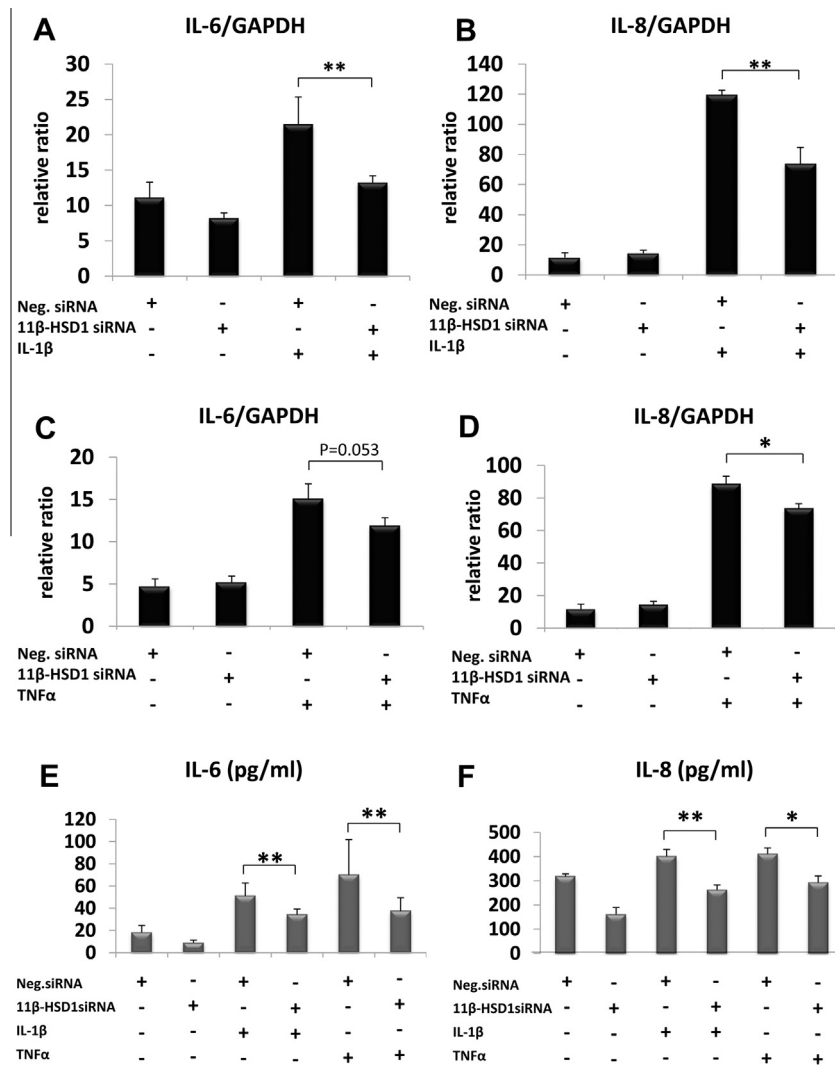 A IL-6/GAPDH
30
25
20
15
10
5
0
relative ratio
**
Neg. siRNA + - + -
11β-HSD1 siRNA - + - +
IL-1β - - + +
B IL-8/GAPDH
140
120
100
80
60
40
20
0
relative ratio
**
Neg. siRNA + - + -
11β-HSD1 siRNA - + - +
IL-1β - - + +
C IL-6/GAPDH
20
15
10
5
0
relative ratio
P=0.053
Neg. siRNA + - + -
11β-HSD1 siRNA - + - +
TNFα - - + +
D IL-8/GAPDH
100
80
60
40
20
0
relative ratio
*
Neg. siRNA + - + -
11β-HSD1 siRNA - + - +
TNFα - - + +
E IL-6 (pg/ml)
120
100
80
60
40
20
0
** **
Neg.siRNA + - + - + -
11β-HSD1siRNA - + - + - +
IL-1β - - + + - -
TNFα - - - - + +
F IL-8 (pg/ml)
500
400
300
200
100
0
** *
Neg.siRNA + - + - + -
11β-HSD1siRNA - + - + - +
IL-1β - - + + - -
TNFα - - - - + +